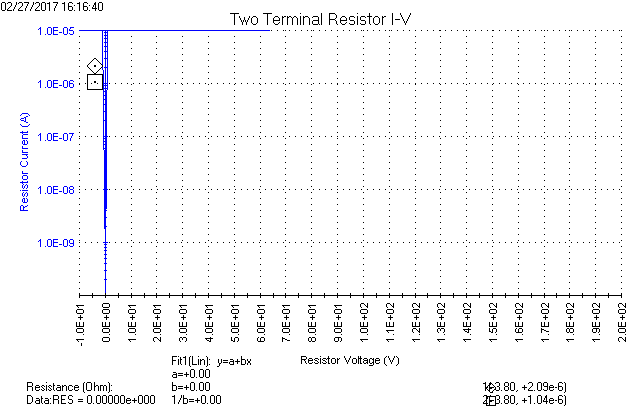 02/27/2017 16:16:40
Two Terminal Resistor I-V
1.0E-05
1.0E-06
1.0E-07
1.0E-08
1.0E-09
Resistor Current (A)
-1.0E+01
0.0E+00
1.0E+01
2.0E+01
3.0E+01
4.0E+01
5.0E+01
6.0E+01
7.0E+01
8.0E+01
9.0E+01
1.0E+02
1.1E+02
1.2E+02
1.3E+02
1.4E+02
1.5E+02
1.6E+02
1.7E+02
1.8E+02
1.9E+02
2.0E+02
Resistor Voltage (V)
Fit1(Lin): y=a+bx
a=+0.00
Resistance (Ohm): b=+0.00
Data:RES = 0.00000e+000 1/b=+0.00
3.80, +2.09e-6)
3.80, +1.04e-6)